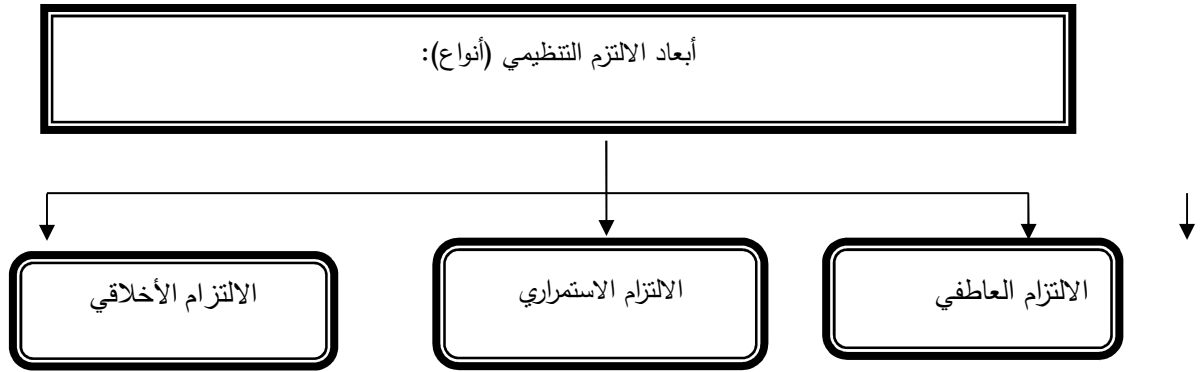 أبعاد الالتزم التنظيمي (أنواع):
الالتزام العاطفي
الالتزام الاستمراري
الالتزام الأخلاقي